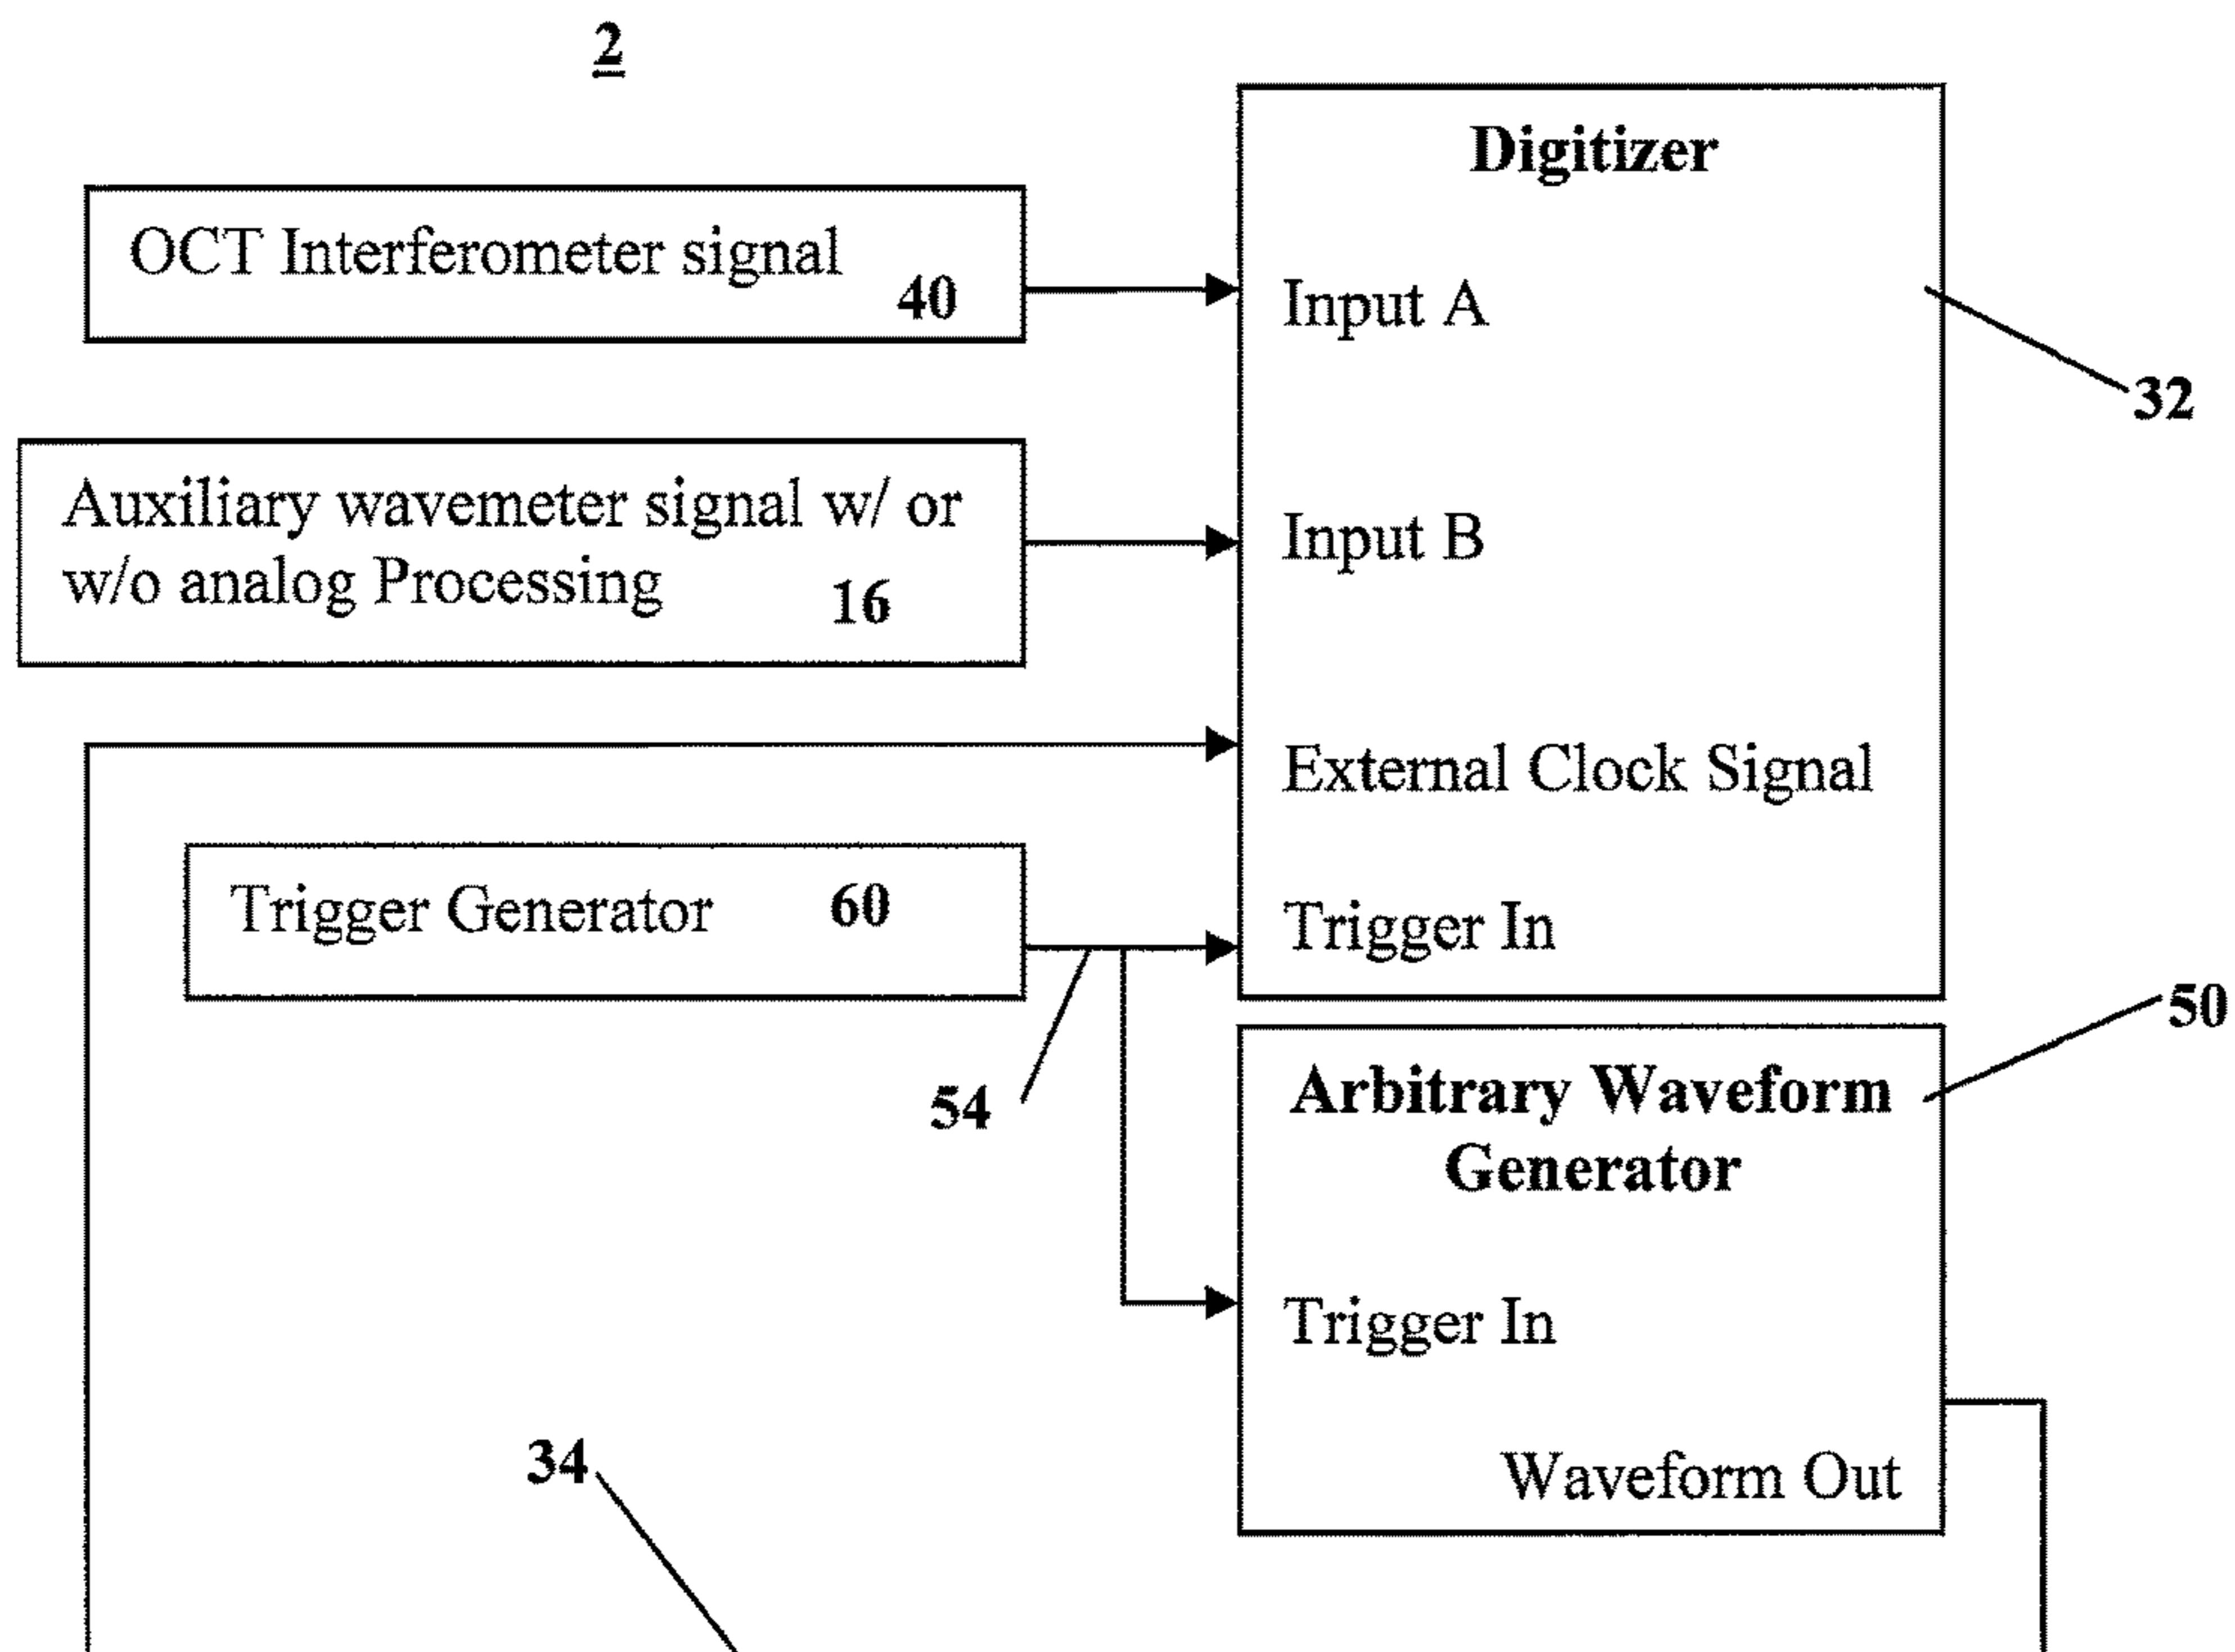 2
Digitizer
OCT Interferometer signal
40
Input A
32
Auxiliary wavemeter signal w/ or
w/o analog Processing
16
Input B
External Clock Signal
Trigger Generator
60
Trigger In
50
54
Arbitrary Waveform
Generator
Trigger In
34
Waveform Out